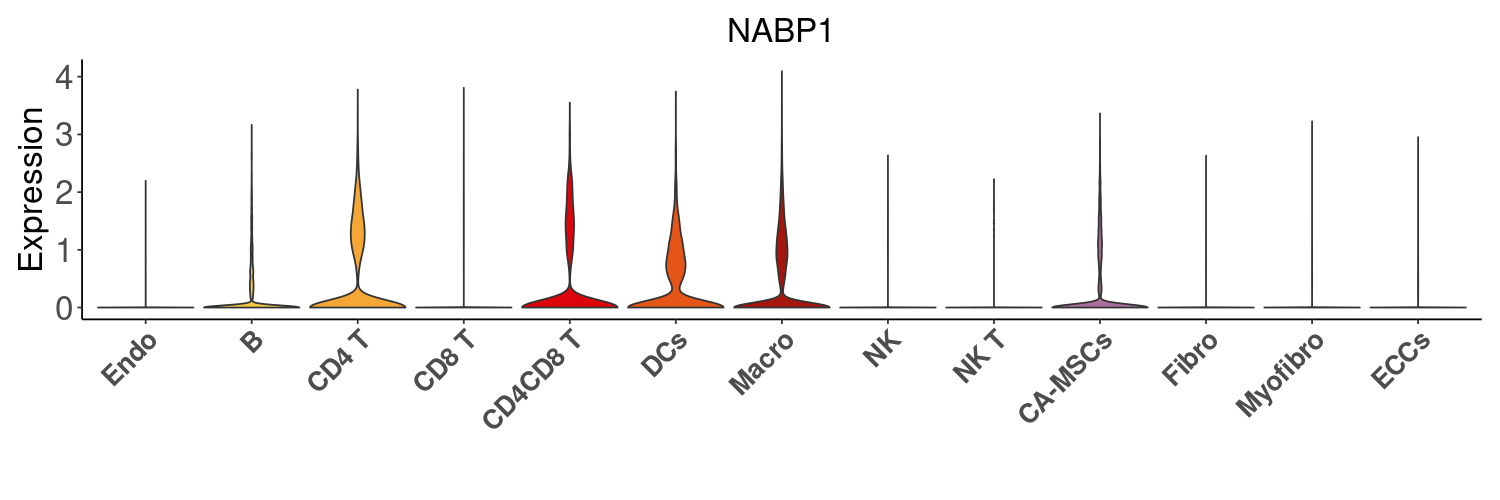 NABP1
Expression
4
3
2
1
0
Endo
B
CD4 T
CD8 T
CD4CD8 T
DCs
Macro
NK
NK T
CA-MSCs
Fibro
Myofibro
ECCs